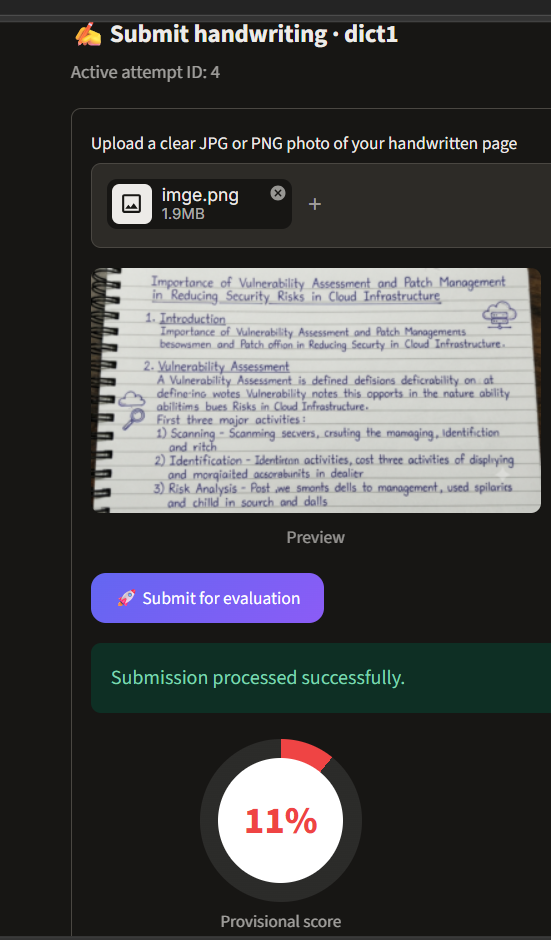 ✍️ Submit handwriting · dict1
Active attempt ID: 4
Upload a clear JPG or PNG photo of your handwritten page
imge.png
1.9MB
+
Importance of Vulnerability Assessment and Patch Management
in Reducing Security Risks in Cloud Infrastructure
1. Introduction
Importance of Vulnerability Assessment and Patch Managements
besowsmen and Patch offion in Reducing Securty in Cloud Infrastructure.
2. Vulnerability Assessment
A Vulnerability Assessment is defined defisions deficrability on at
define-ino wotes Vulnerability notes this opports in the nature ability
abilitims bues Risks in Cloud Infrastructure.
First three major activities:
1) Scanning - Scanming secvers, crauting the managing, identifiction
and ritch
2) Identification - Identinton activities, cost three activities of displrying
and morgiaited acsorabunits in dealier
3) Risk Analysis - Past we smonts dells to management, used spilarics
and chilld in sourch and dalls
Preview
🚀 Submit for evaluation
Submission processed successfully.
11%
Provisional score